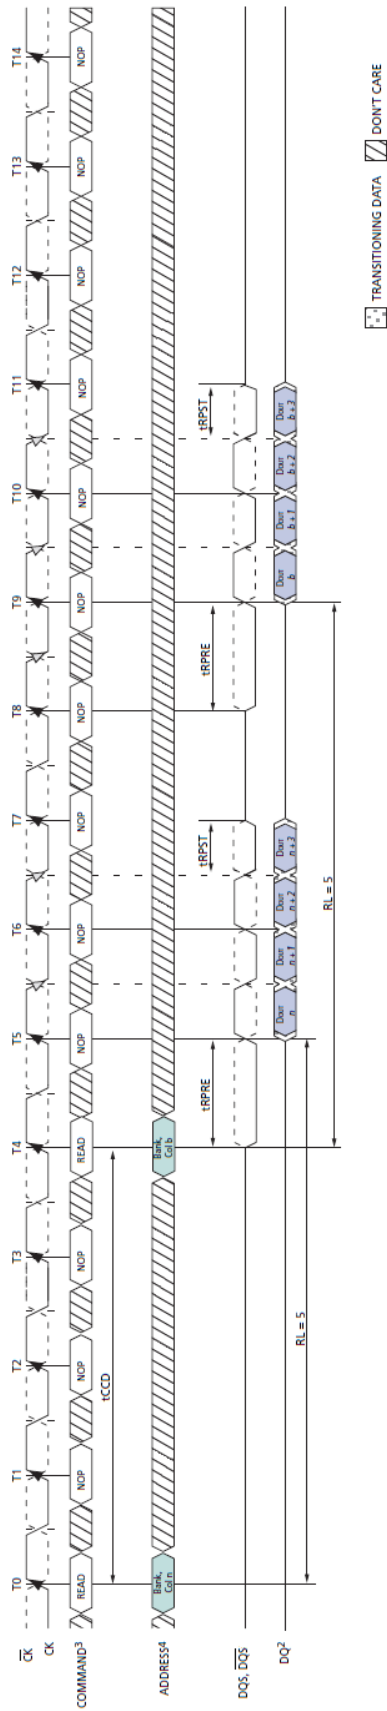 T0 T1 T2 T3 T4 T5 T6 T7 T8 T9 T10 T11 T12 T13 T14
CK
CK
COMMAND3 READ NOP NOP NOP READ NOP NOP NOP NOP NOP NOP NOP NOP NOP NOP
tCCD
ADDRESS4 Bank, Col n Bank, Col b
tRPRE tRPST tRPRE tRPST
DQS, DQS
DQ2 Dout n Dout n + 1 Dout n + 2 Dout n + 3 Dout b Dout b + 1 Dout b + 2 Dout b + 3
RL = 5
RL = 5
TRANSITIONING DATA DON'T CARE